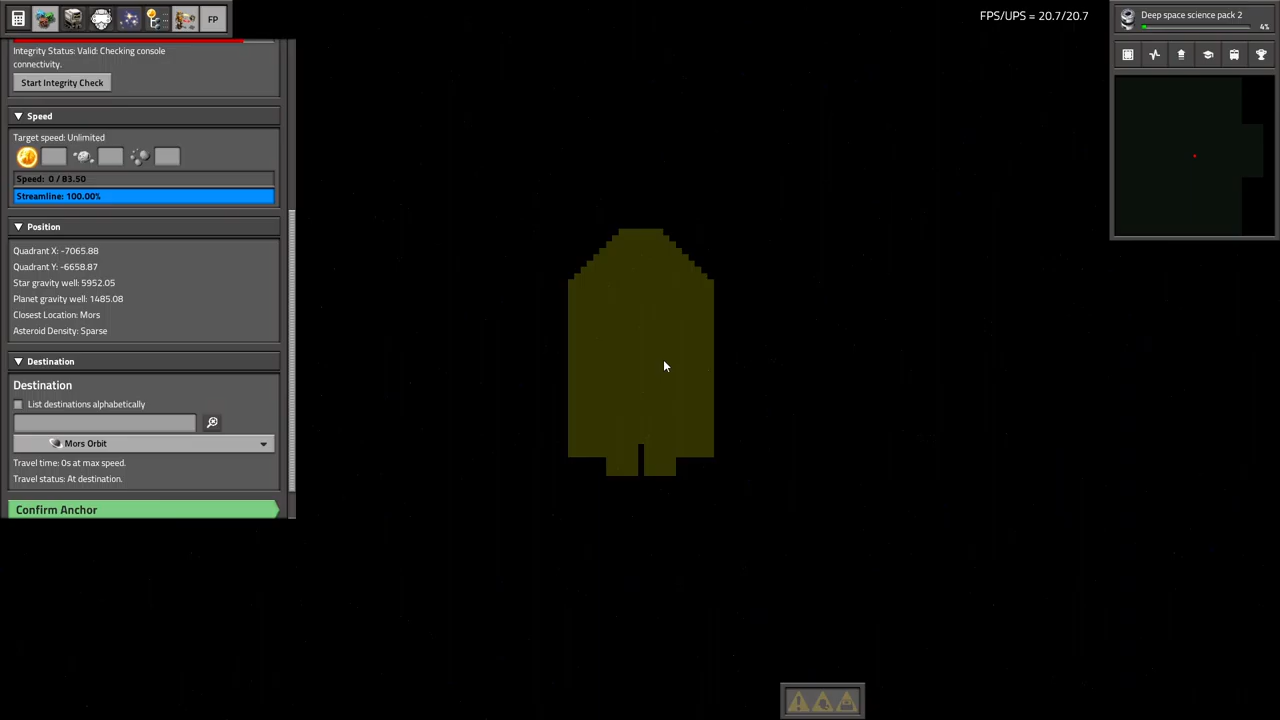 FP
FPS/UPS = 20.7/20.7
Deep space science pack 2
4%
Integrity Status: Valid: Checking console
connectivity.
Start Integrity Check
Speed
Target speed: Unlimited
Speed: 0 / 83.50
Streamline: 100.00%
Position
Quadrant X: -7065.88
Quadrant Y: -6658.87
Star gravity well: 5952.05
Planet gravity well: 1485.08
Closest Location: Mors
Asteroid Density: Sparse
Destination
Destination
List destinations alphabetically
Mors Orbit
Travel time: 0s at max speed.
Travel status: At destination.
Confirm Anchor